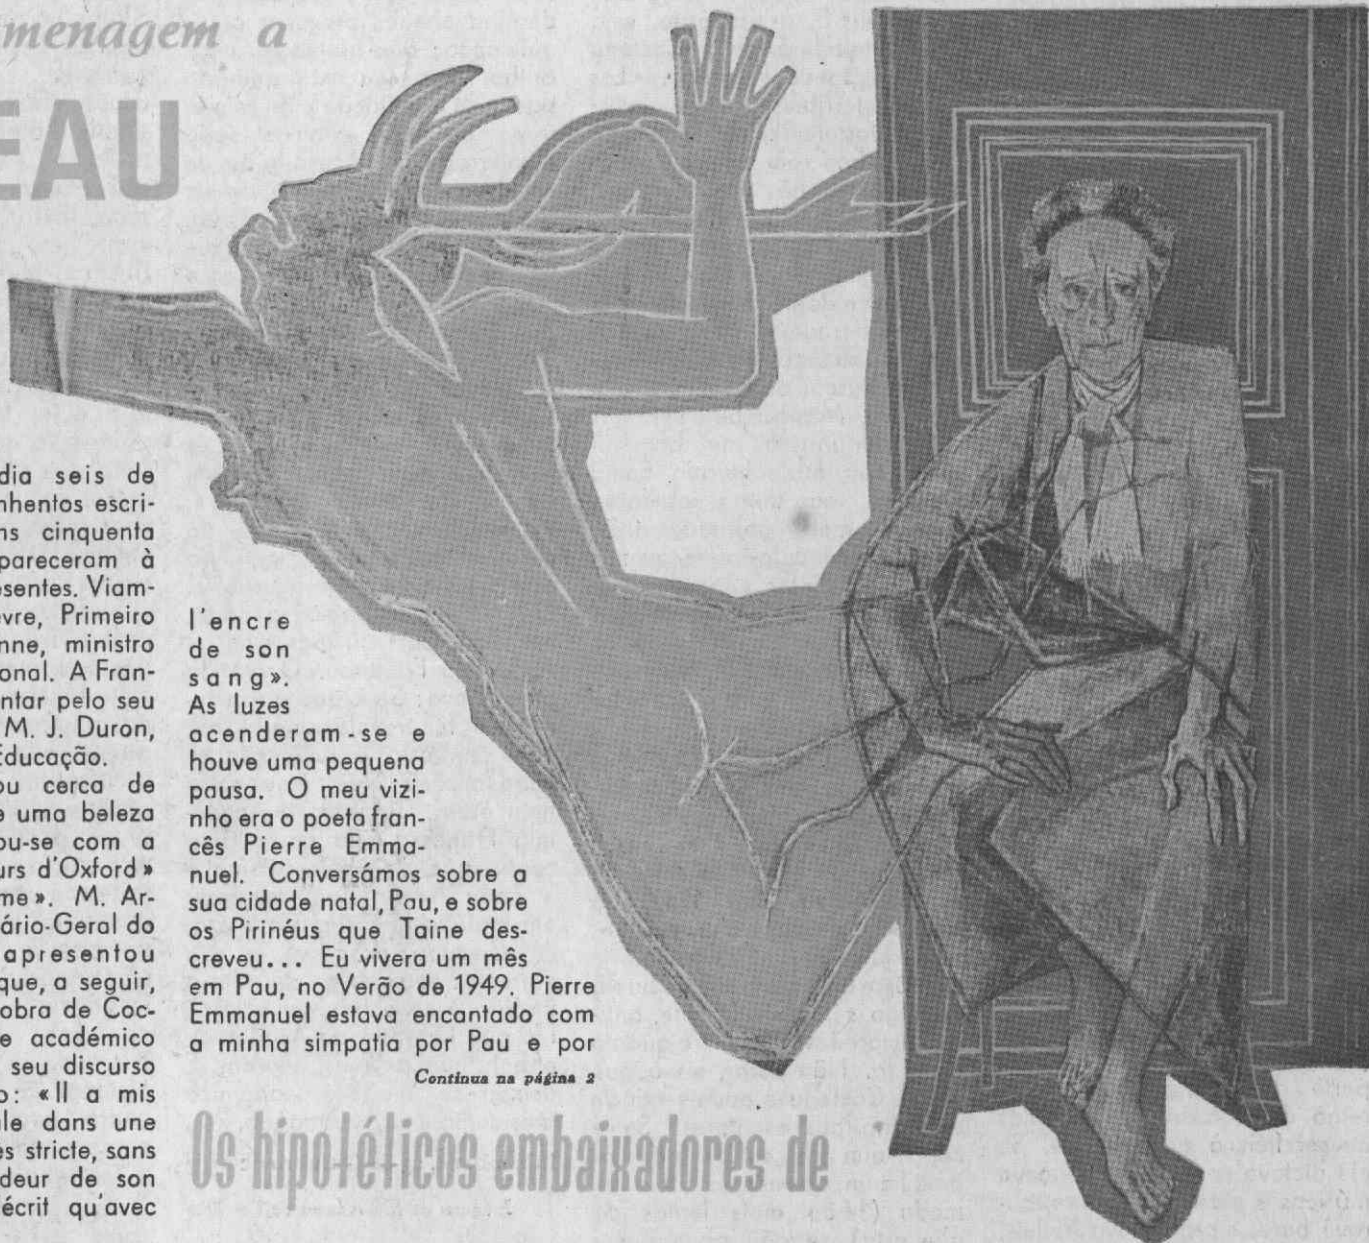 menagem a
EAU
dia seis de
nhentos escri-
ns cinquenta
pareceram à
esentes. Viam-
evre, Primeiro
nne, ministro
onal. A Fran-
ntar pelo seu
M. J. Duron,
Educação.
ou cerca de
e uma beleza
ou-se com a
urs d'Oxford»
me». M. Ar-
ário-Geral do
apresentou
que, a seguir,
obra de Coc-
e académico
seu discurso
o: «Il a mis
ale dans une
es stricte, sans
deur de son
écrit qu'avec
l'encre
de son
sang».
As luzes
acenderam-se e
houve uma pequena
pausa. O meu vizi-
nho era o poeta fran-
cês Pierre Emma-
nuel. Conversámos sobre a
sua cidade natal, Pau, e sobre
os Pirinéus que Taine des-
creveu... Eu vivera um mês
em Pau, no Verão de 1949. Pierre
Emmanuel estava encantado com
a minha simpatia por Pau e por
Continua na página 2
Os hipotéticos embaixadores de